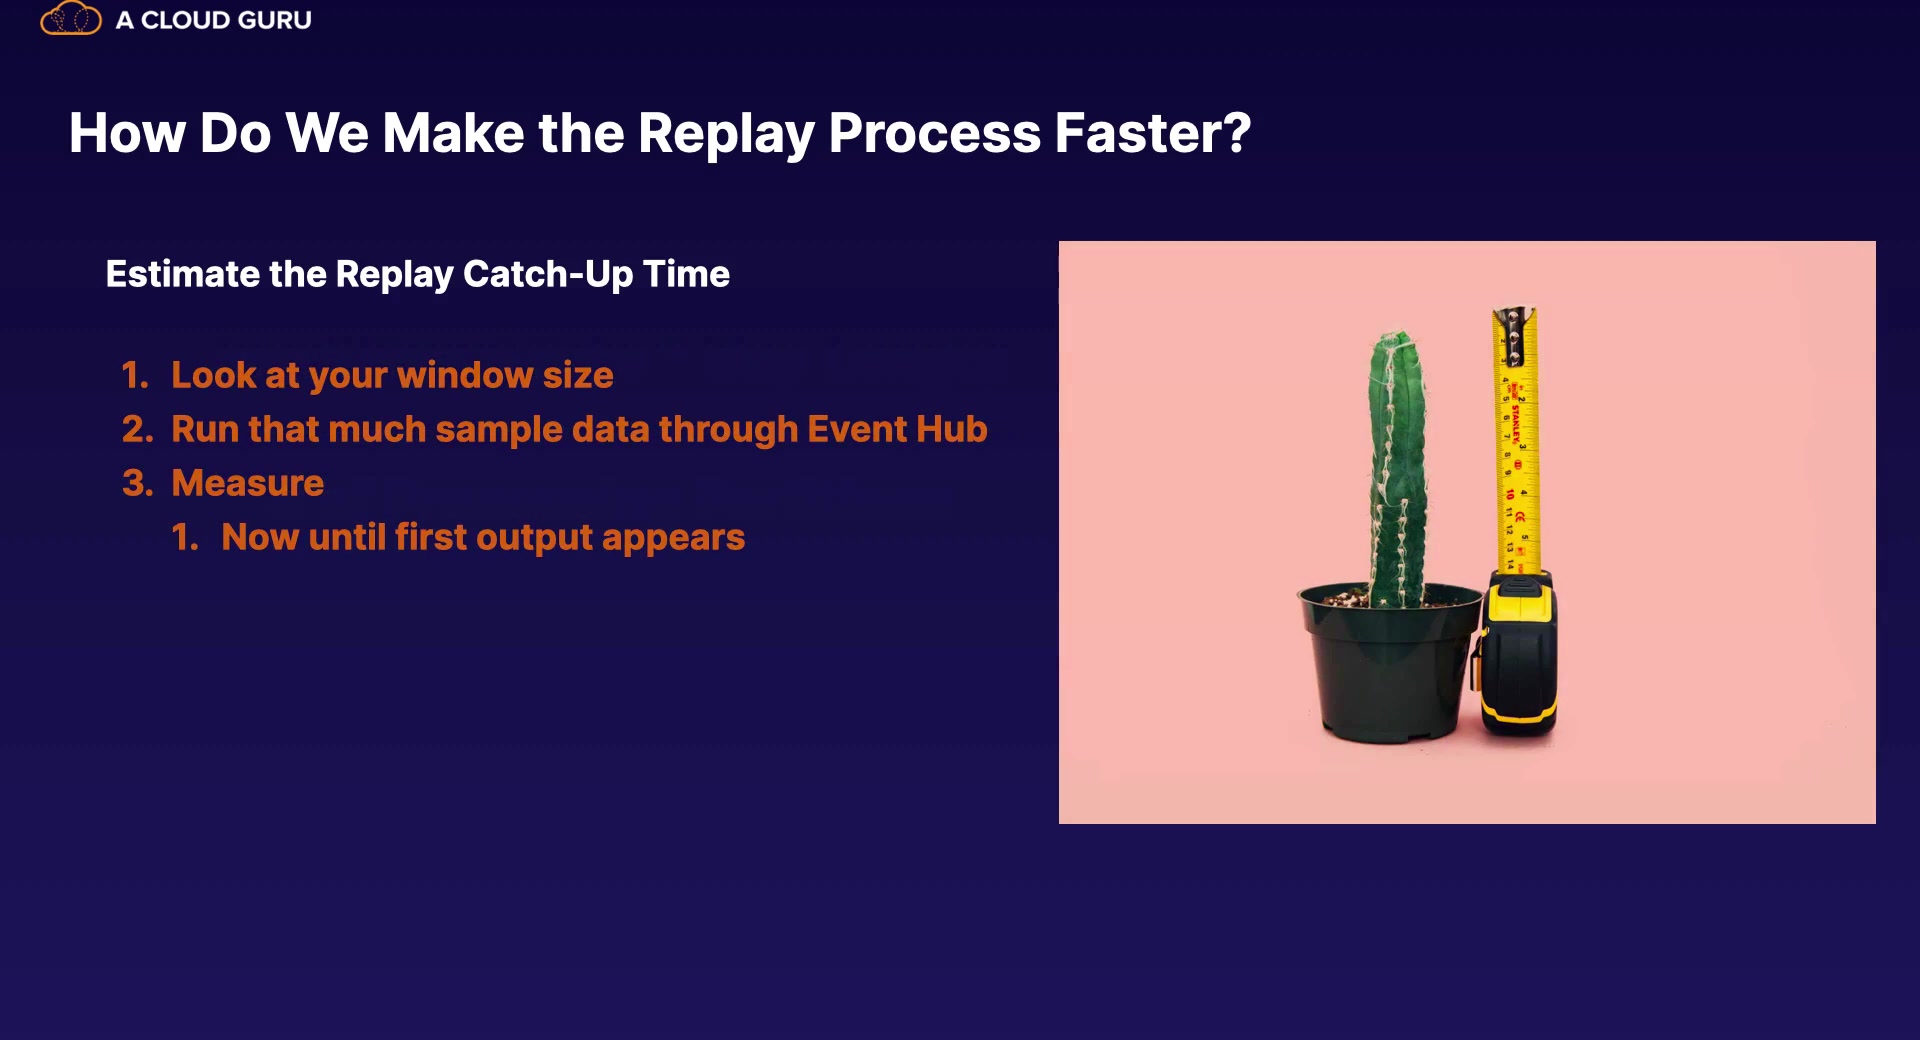 A CLOUD GURU
How Do We Make the Replay Process Faster?
Estimate the Replay Catch-Up Time
1. Look at your window size
2. Run that much sample data through Event Hub
3. Measure
1. Now until first output appears
STANLEY